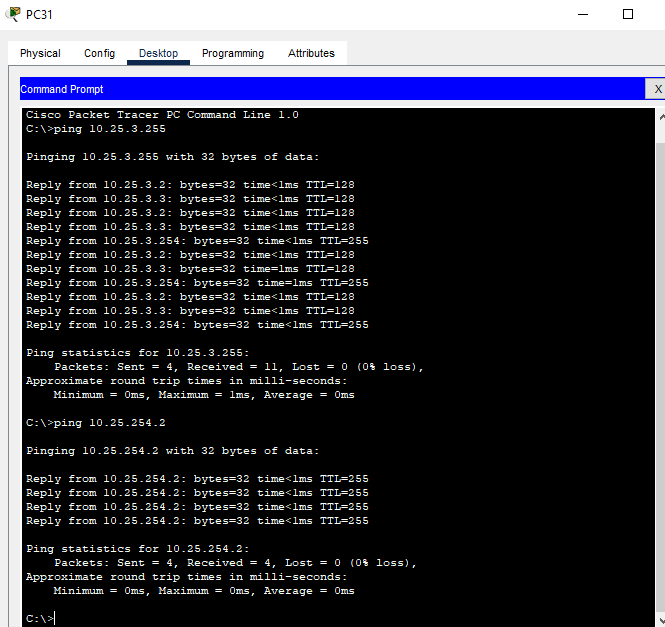 PC31
Physical Config Desktop Programming Attributes
Command Prompt X
Cisco Packet Tracer PC Command Line 1.0
C:\>ping 10.25.3.255
Pinging 10.25.3.255 with 32 bytes of data:
Reply from 10.25.3.2: bytes=32 time<1ms TTL=128
Reply from 10.25.3.3: bytes=32 time<1ms TTL=128
Reply from 10.25.3.2: bytes=32 time<1ms TTL=128
Reply from 10.25.3.3: bytes=32 time<1ms TTL=128
Reply from 10.25.3.254: bytes=32 time<1ms TTL=255
Reply from 10.25.3.2: bytes=32 time<1ms TTL=128
Reply from 10.25.3.3: bytes=32 time=1ms TTL=128
Reply from 10.25.3.254: bytes=32 time=1ms TTL=255
Reply from 10.25.3.2: bytes=32 time<1ms TTL=128
Reply from 10.25.3.3: bytes=32 time<1ms TTL=128
Reply from 10.25.3.254: bytes=32 time<1ms TTL=255
Ping statistics for 10.25.3.255:
Packets: Sent = 4, Received = 11, Lost = 0 (0% loss),
Approximate round trip times in milli-seconds:
Minimum = 0ms, Maximum = 1ms, Average = 0ms
C:\>ping 10.25.254.2
Pinging 10.25.254.2 with 32 bytes of data:
Reply from 10.25.254.2: bytes=32 time<1ms TTL=255
Reply from 10.25.254.2: bytes=32 time<1ms TTL=255
Reply from 10.25.254.2: bytes=32 time<1ms TTL=255
Reply from 10.25.254.2: bytes=32 time<1ms TTL=255
Ping statistics for 10.25.254.2:
Packets: Sent = 4, Received = 4, Lost = 0 (0% loss),
Approximate round trip times in milli-seconds:
Minimum = 0ms, Maximum = 0ms, Average = 0ms
C:\>